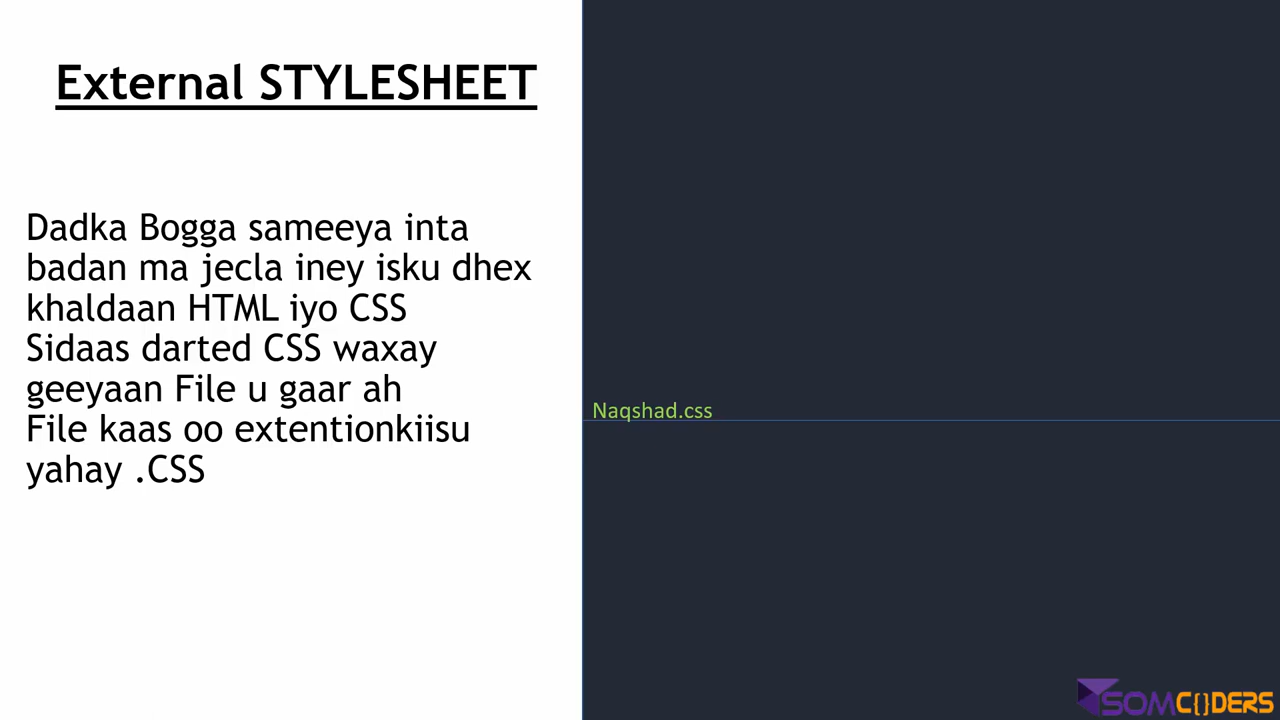 External STYLESHEET
Dadka Bogga sameeya inta
badan ma jecla iney isku dhex
khaldaan HTML iyo CSS
Sidaas darted CSS waxay
geeyaan File u gaar ah
File kaas oo extentionkiisu
yahay .CSS
Naqshad.css
SOMC{}DERS